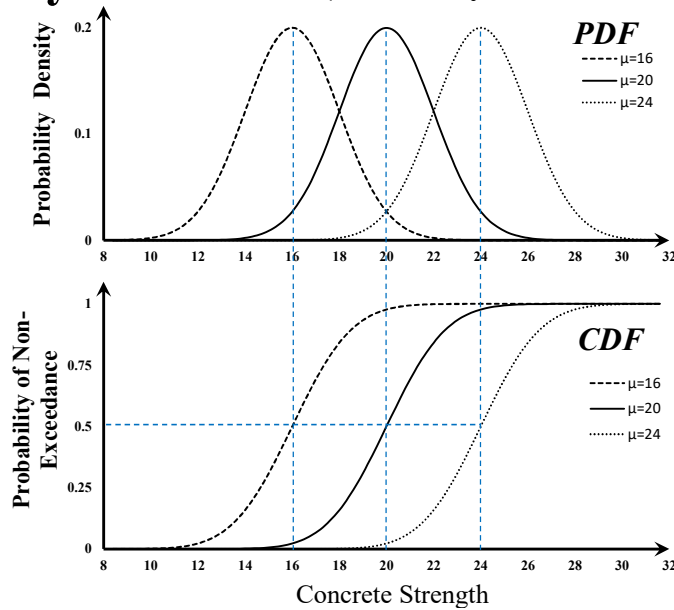 PDF
μ=16
μ=20
μ=24
Probability Density
0.2
0.1
0
8 10 12 14 16 18 20 22 24 26 28 30 32
CDF
μ=16
μ=20
μ=24
Probability of Non-
Exceedance
1
0.75
0.5
0.25
0
8 10 12 14 16 18 20 22 24 26 28 30 32
Concrete Strength